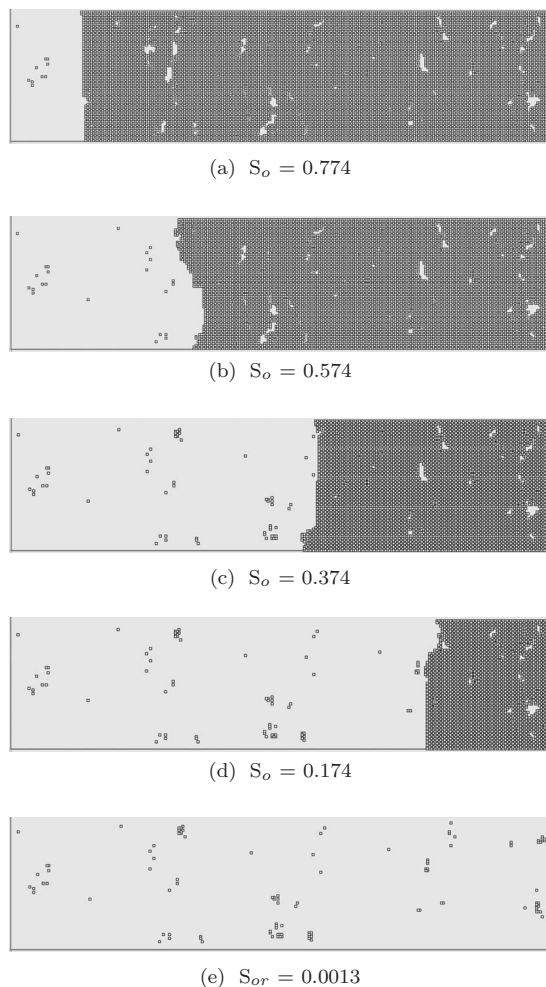 (a) S_o = 0.774
(b) S_o = 0.574
(c) S_o = 0.374
(d) S_o = 0.174
(e) S_or = 0.0013